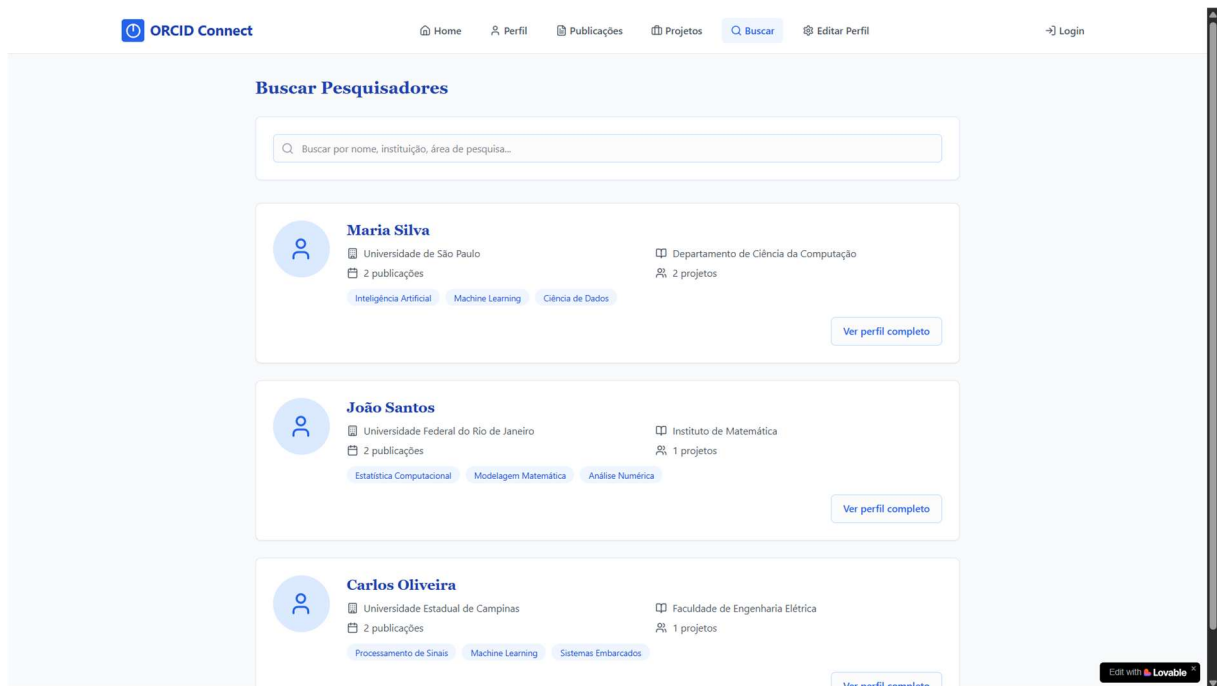 ORCID Connect Home Perfil Publicações Projetos Buscar Editar Perfil Login
Buscar Pesquisadores
Buscar por nome, instituição, área de pesquisa...
Maria Silva
Universidade de São Paulo Departamento de Ciência da Computação
2 publicações 2 projetos
Inteligência Artificial Machine Learning Ciência de Dados
Ver perfil completo
João Santos
Universidade Federal do Rio de Janeiro Instituto de Matemática
2 publicações 1 projetos
Estatística Computacional Modelagem Matemática Análise Numérica
Ver perfil completo
Carlos Oliveira
Universidade Estadual de Campinas Faculdade de Engenharia Elétrica
2 publicações 1 projetos
Processamento de Sinais Machine Learning Sistemas Embarcados
Ver perfil completo
Edit with Lovable